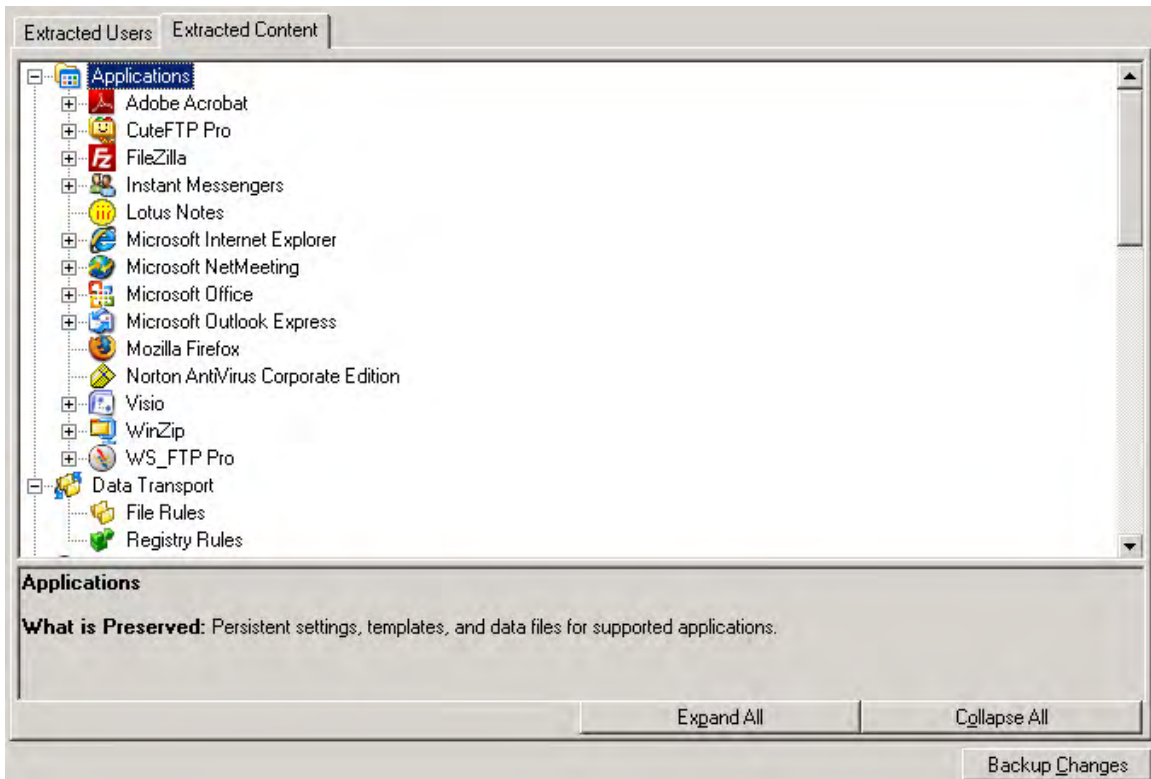 Extracted Users Extracted Content
Applications
Adobe Acrobat
CuteFTP Pro
FileZilla
Instant Messengers
Lotus Notes
Microsoft Internet Explorer
Microsoft NetMeeting
Microsoft Office
Microsoft Outlook Express
Mozilla Firefox
Norton AntiVirus Corporate Edition
Visio
WinZip
WS_FTP Pro
Data Transport
File Rules
Registry Rules
Applications
What is Preserved: Persistent settings, templates, and data files for supported applications.
Expand All Collapse All
Backup Changes